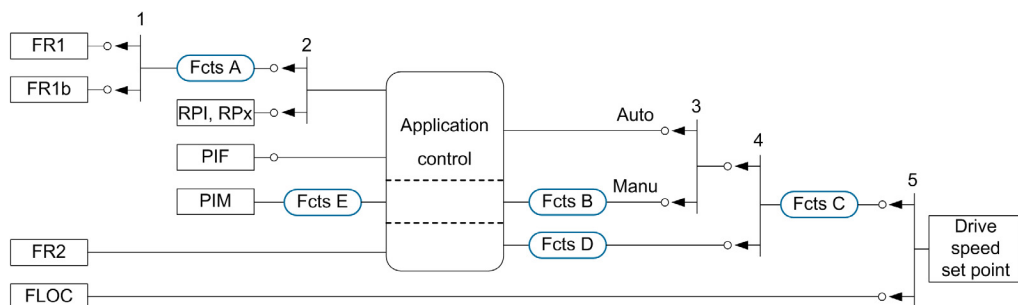 1
FR1
2
Fcts A
FR1b
3
RPI, RPx
Application
control
Auto
4
PIF
Manu
5
PIM
Fcts E
Fcts B
Fcts C
FR2
Fcts D
Drive
speed
set point
FLOC